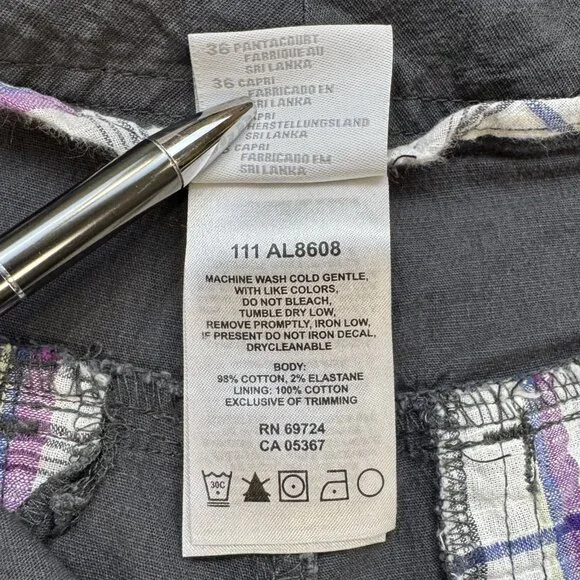 36 PANTACOURT
FABRIQUE AU
SRI LANKA
36 CAPRI
FABRICADO EN
SRI LANKA
HERSTELLUNGSLAND
SRI LANKA
36 CAPRI
FABRICADO EM
SRI LANKA
111 AL8608
MACHINE WASH COLD GENTLE,
WITH LIKE COLORS,
DO NOT BLEACH,
TUMBLE DRY LOW,
REMOVE PROMPTLY, IRON LOW,
IF PRESENT DO NOT IRON DECAL,
DRYCLEANABLE
BODY:
98% COTTON, 2% ELASTANE
LINING: 100% COTTON
EXCLUSIVE OF TRIMMING
RN 69724
CA 05367
30C